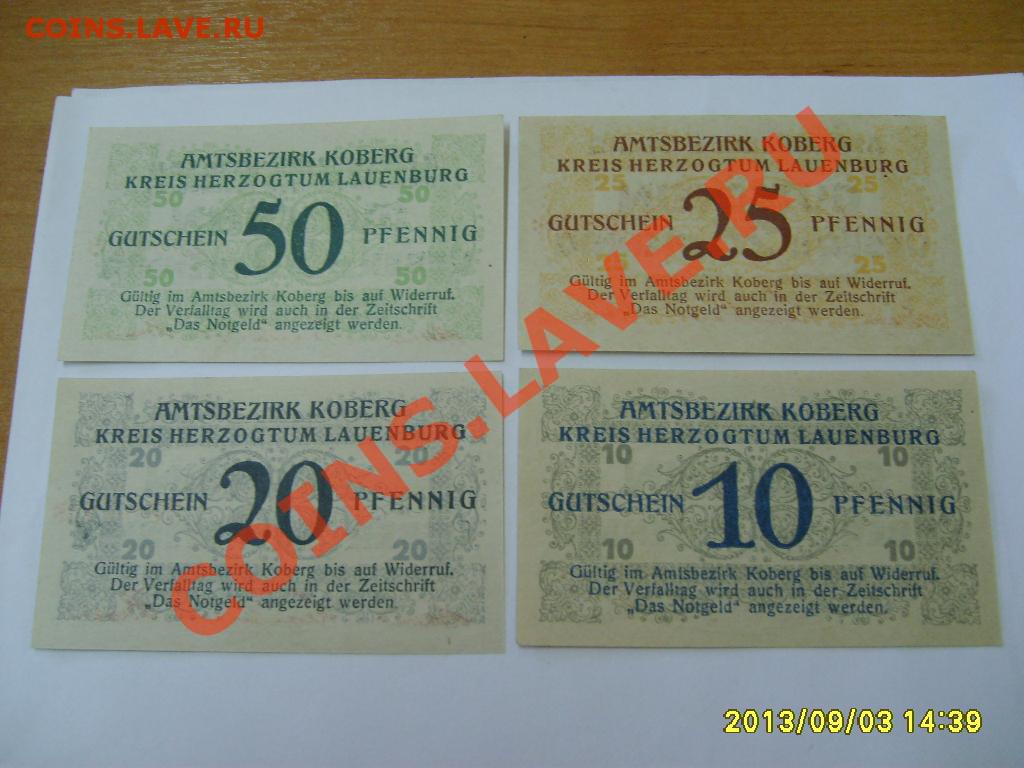 COINS.LAVE.RU
AMTSBEZIRK KOBERG
KREIS HERZOGTUM LAUENBURG
50 50
GUTSCHEIN 50 PFENNIG
50 50
Gültig im Amtsbezirk Koberg bis auf Widerruf.
Der Verfalltag wird auch in der Zeitschrift
„Das Notgeld“ angezeigt werden.
AMTSBEZIRK KOBERG
KREIS HERZOGTUM LAUENBURG
25 25
GUTSCHEIN 25 PFENNIG
25 25
Gültig im Amtsbezirk Koberg bis auf Widerruf.
Der Verfalltag wird auch in der Zeitschrift
„Das Notgeld“ angezeigt werden.
AMTSBEZIRK KOBERG
KREIS HERZOGTUM LAUENBURG
20 20
GUTSCHEIN 20 PFENNIG
20 20
Gültig im Amtsbezirk Koberg bis auf Widerruf.
Der Verfalltag wird auch in der Zeitschrift
„Das Notgeld“ angezeigt werden.
AMTSBEZIRK KOBERG
KREIS HERZOGTUM LAUENBURG
10 10
GUTSCHEIN 10 PFENNIG
10 10
Gültig im Amtsbezirk Koberg bis auf Widerruf.
Der Verfalltag wird auch in der Zeitschrift
„Das Notgeld“ angezeigt werden.
COINS.LAVE.RU
2013/09/03 14:39